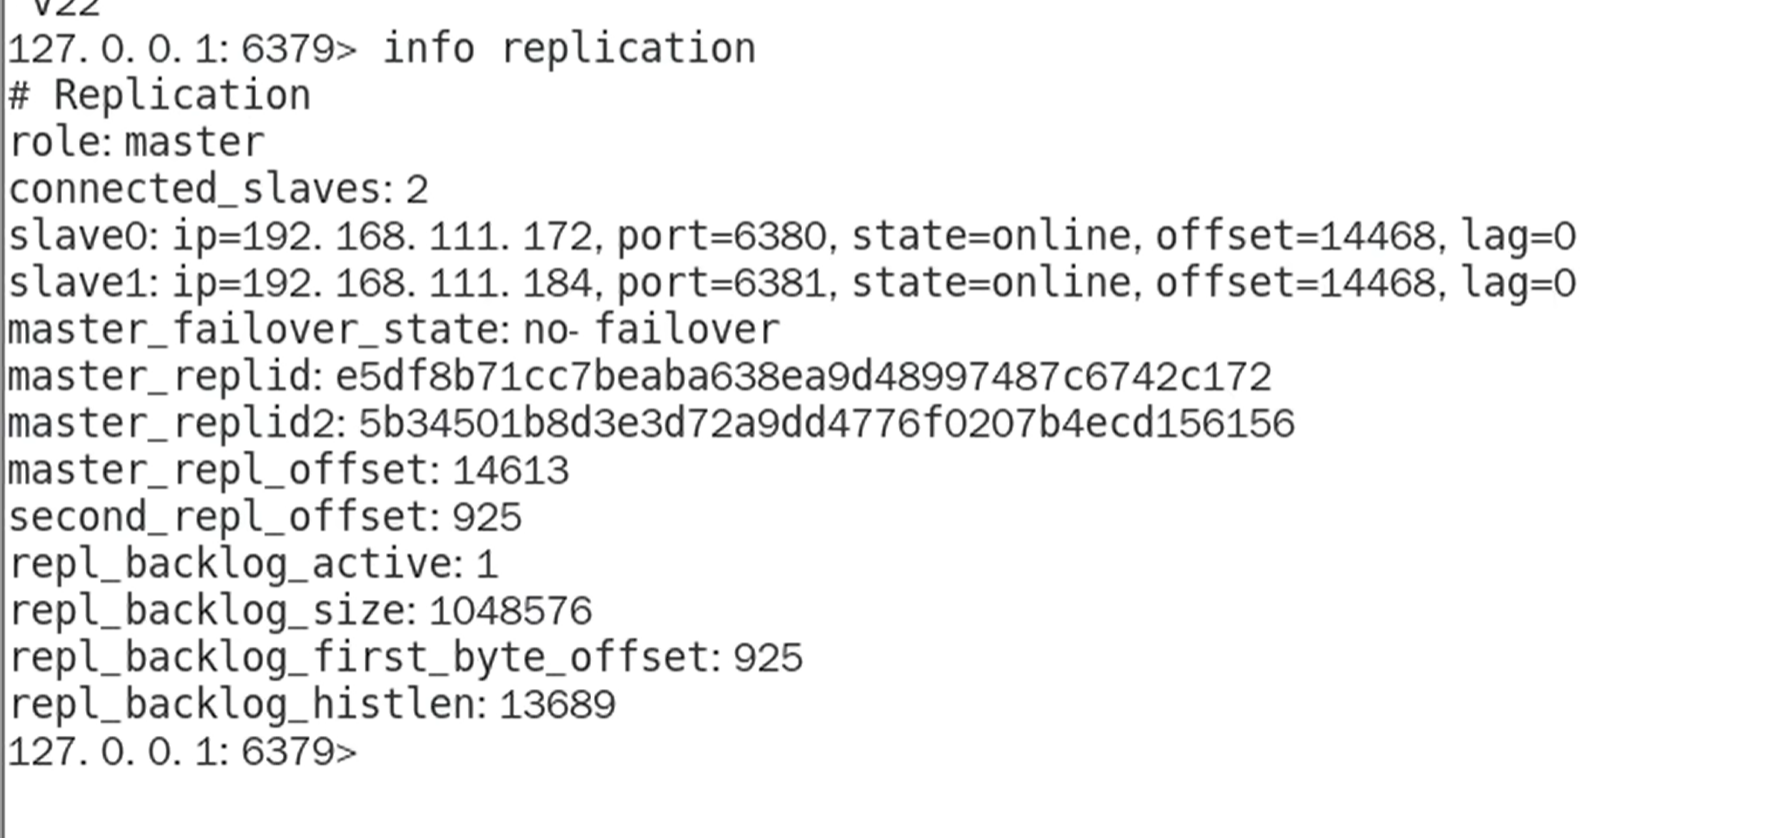 v22
127.0.0.1:6379> info replication
# Replication
role:master
connected_slaves:2
slave0:ip=192.168.111.172,port=6380,state=online,offset=14468,lag=0
slave1:ip=192.168.111.184,port=6381,state=online,offset=14468,lag=0
master_failover_state:no-failover
master_replid:e5df8b71cc7beaba638ea9d48997487c6742c172
master_replid2:5b34501b8d3e3d72a9dd4776f0207b4ecd156156
master_repl_offset:14613
second_repl_offset:925
repl_backlog_active:1
repl_backlog_size:1048576
repl_backlog_first_byte_offset:925
repl_backlog_histlen:13689
127.0.0.1:6379>